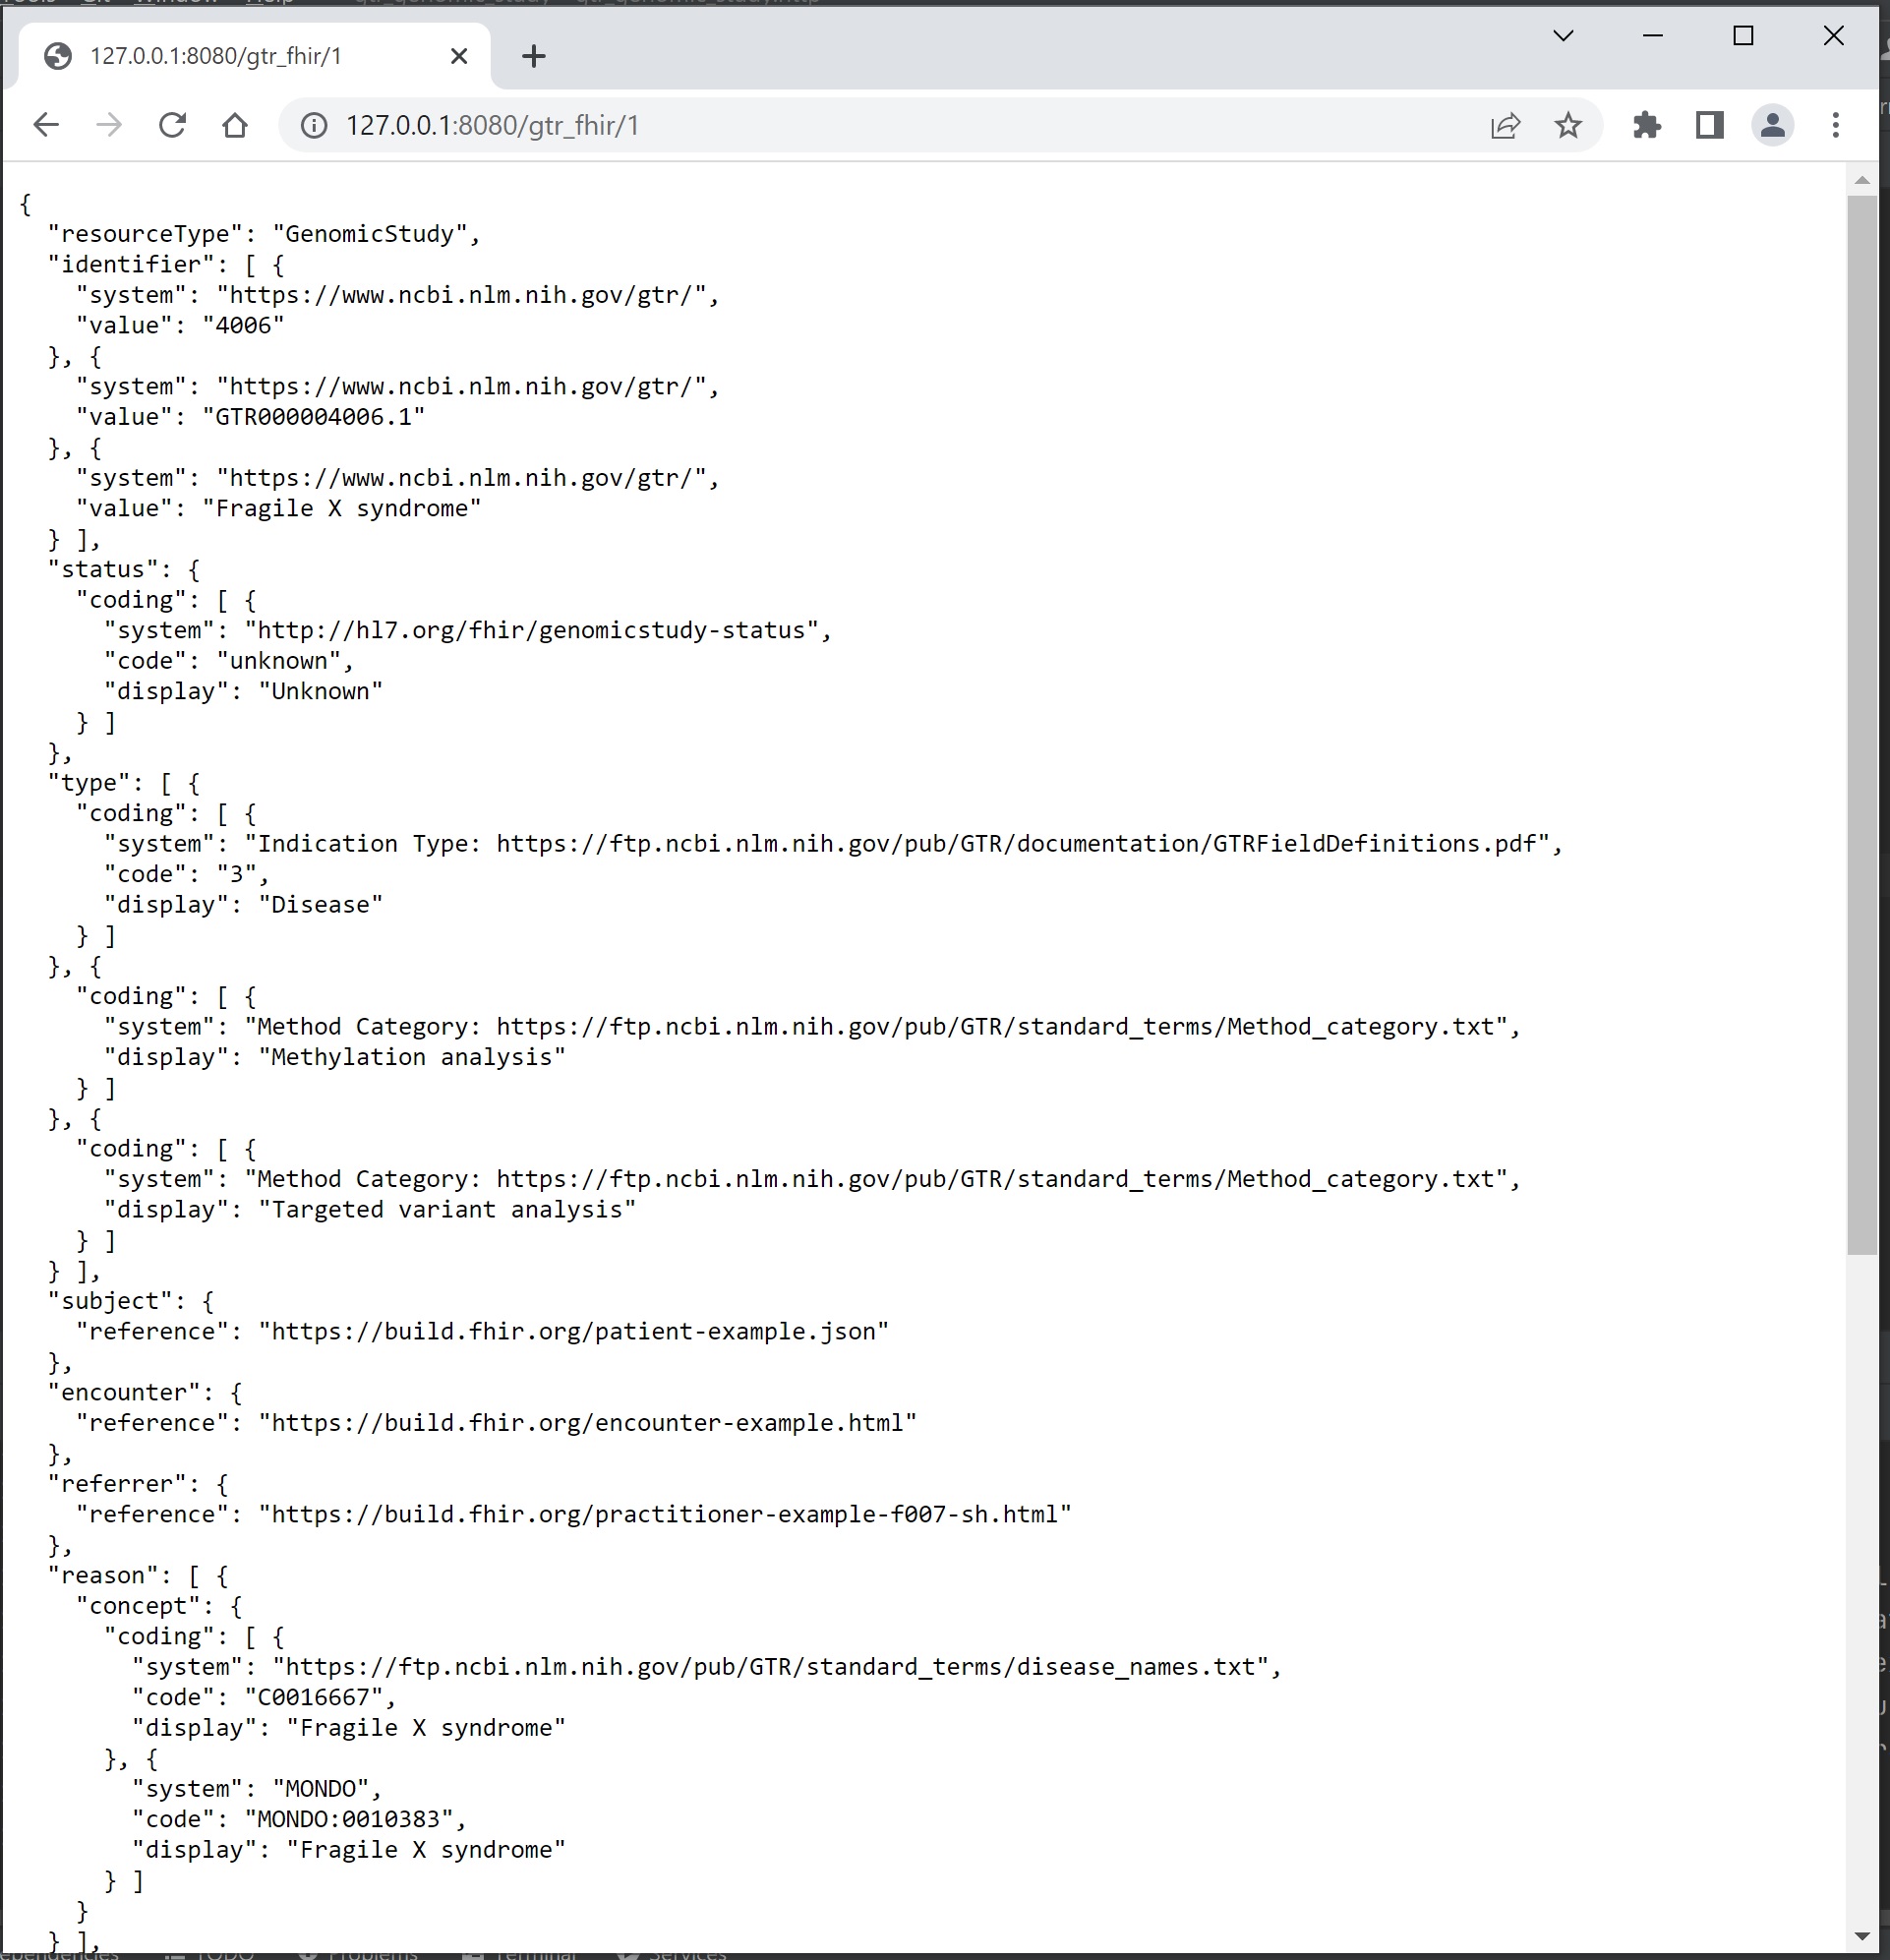 127.0.0.1:8080/gtr_fhir/1
127.0.0.1:8080/gtr_fhir/1
{
  "resourceType": "GenomicStudy",
  "identifier": [ {
    "system": "https://www.ncbi.nlm.nih.gov/gtr/",
    "value": "4006"
  }, {
    "system": "https://www.ncbi.nlm.nih.gov/gtr/",
    "value": "GTR000004006.1"
  }, {
    "system": "https://www.ncbi.nlm.nih.gov/gtr/",
    "value": "Fragile X syndrome"
  } ],
  "status": {
    "coding": [ {
      "system": "http://hl7.org/fhir/genomicstudy-status",
      "code": "unknown",
      "display": "Unknown"
    } ]
  },
  "type": [ {
    "coding": [ {
      "system": "Indication Type: https://ftp.ncbi.nlm.nih.gov/pub/GTR/documentation/GTRFieldDefinitions.pdf",
      "code": "3",
      "display": "Disease"
    } ]
  }, {
    "coding": [ {
      "system": "Method Category: https://ftp.ncbi.nlm.nih.gov/pub/GTR/standard_terms/Method_category.txt",
      "display": "Methylation analysis"
    } ]
  }, {
    "coding": [ {
      "system": "Method Category: https://ftp.ncbi.nlm.nih.gov/pub/GTR/standard_terms/Method_category.txt",
      "display": "Targeted variant analysis"
    } ]
  } ],
  "subject": {
    "reference": "https://build.fhir.org/patient-example.json"
  },
  "encounter": {
    "reference": "https://build.fhir.org/encounter-example.html"
  },
  "referrer": {
    "reference": "https://build.fhir.org/practitioner-example-f007-sh.html"
  },
  "reason": [ {
    "concept": {
      "coding": [ {
        "system": "https://ftp.ncbi.nlm.nih.gov/pub/GTR/standard_terms/disease_names.txt",
        "code": "C0016667",
        "display": "Fragile X syndrome"
      }, {
        "system": "MONDO",
        "code": "MONDO:0010383",
        "display": "Fragile X syndrome"
      } ]
    }
  } ],